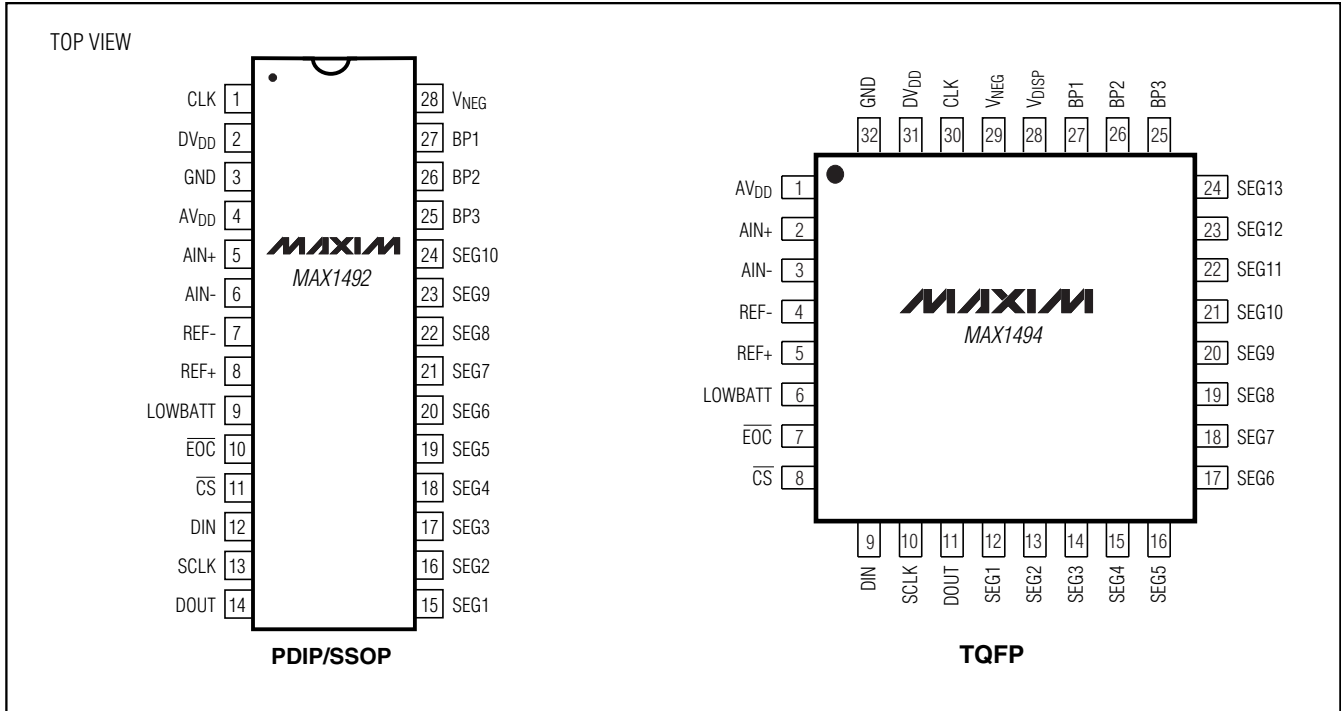 TOP VIEW
CLK 1
DVDD 2
GND 3
AVDD 4
AIN+ 5
AIN- 6
REF- 7
REF+ 8
LOWBATT 9
EOC 10
CS 11
DIN 12
SCLK 13
DOUT 14
MAXIM
MAX1492
28 VNEG
27 BP1
26 BP2
25 BP3
24 SEG10
23 SEG9
22 SEG8
21 SEG7
20 SEG6
19 SEG5
18 SEG4
17 SEG3
16 SEG2
15 SEG1
PDIP/SSOP
GND 32
DVDD 31
CLK 30
VNEG 29
VDISP 28
BP1 27
BP2 26
BP3 25
AVDD 1
AIN+ 2
AIN- 3
REF- 4
REF+ 5
LOWBATT 6
EOC 7
CS 8
MAXIM
MAX1494
24 SEG13
23 SEG12
22 SEG11
21 SEG10
20 SEG9
19 SEG8
18 SEG7
17 SEG6
9 DIN
10 SCLK
11 DOUT
12 SEG1
13 SEG2
14 SEG3
15 SEG4
16 SEG5
TQFP